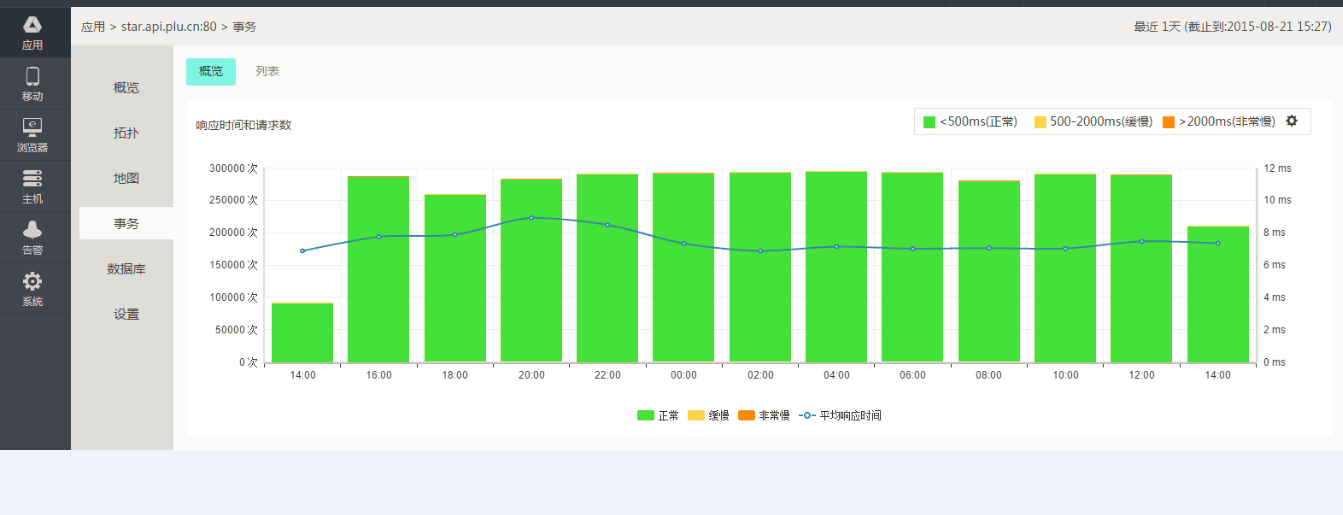 应用 > star.api.plu.cn:80 > 事务
最近 1天 (截止到:2015-08-21 15:27)
应用
移动
浏览器
主机
告警
系统
概览
拓扑
地图
事务
数据库
设置
概览 列表
响应时间和请求数
<500ms(正常) 500-2000ms(缓慢) >2000ms(非常慢)
300000 次
250000 次
200000 次
150000 次
100000 次
50000 次
0 次
12 ms
10 ms
8 ms
6 ms
4 ms
2 ms
0 ms
14:00 16:00 18:00 20:00 22:00 00:00 02:00 04:00 06:00 08:00 10:00 12:00 14:00
正常 缓慢 非常慢 平均响应时间